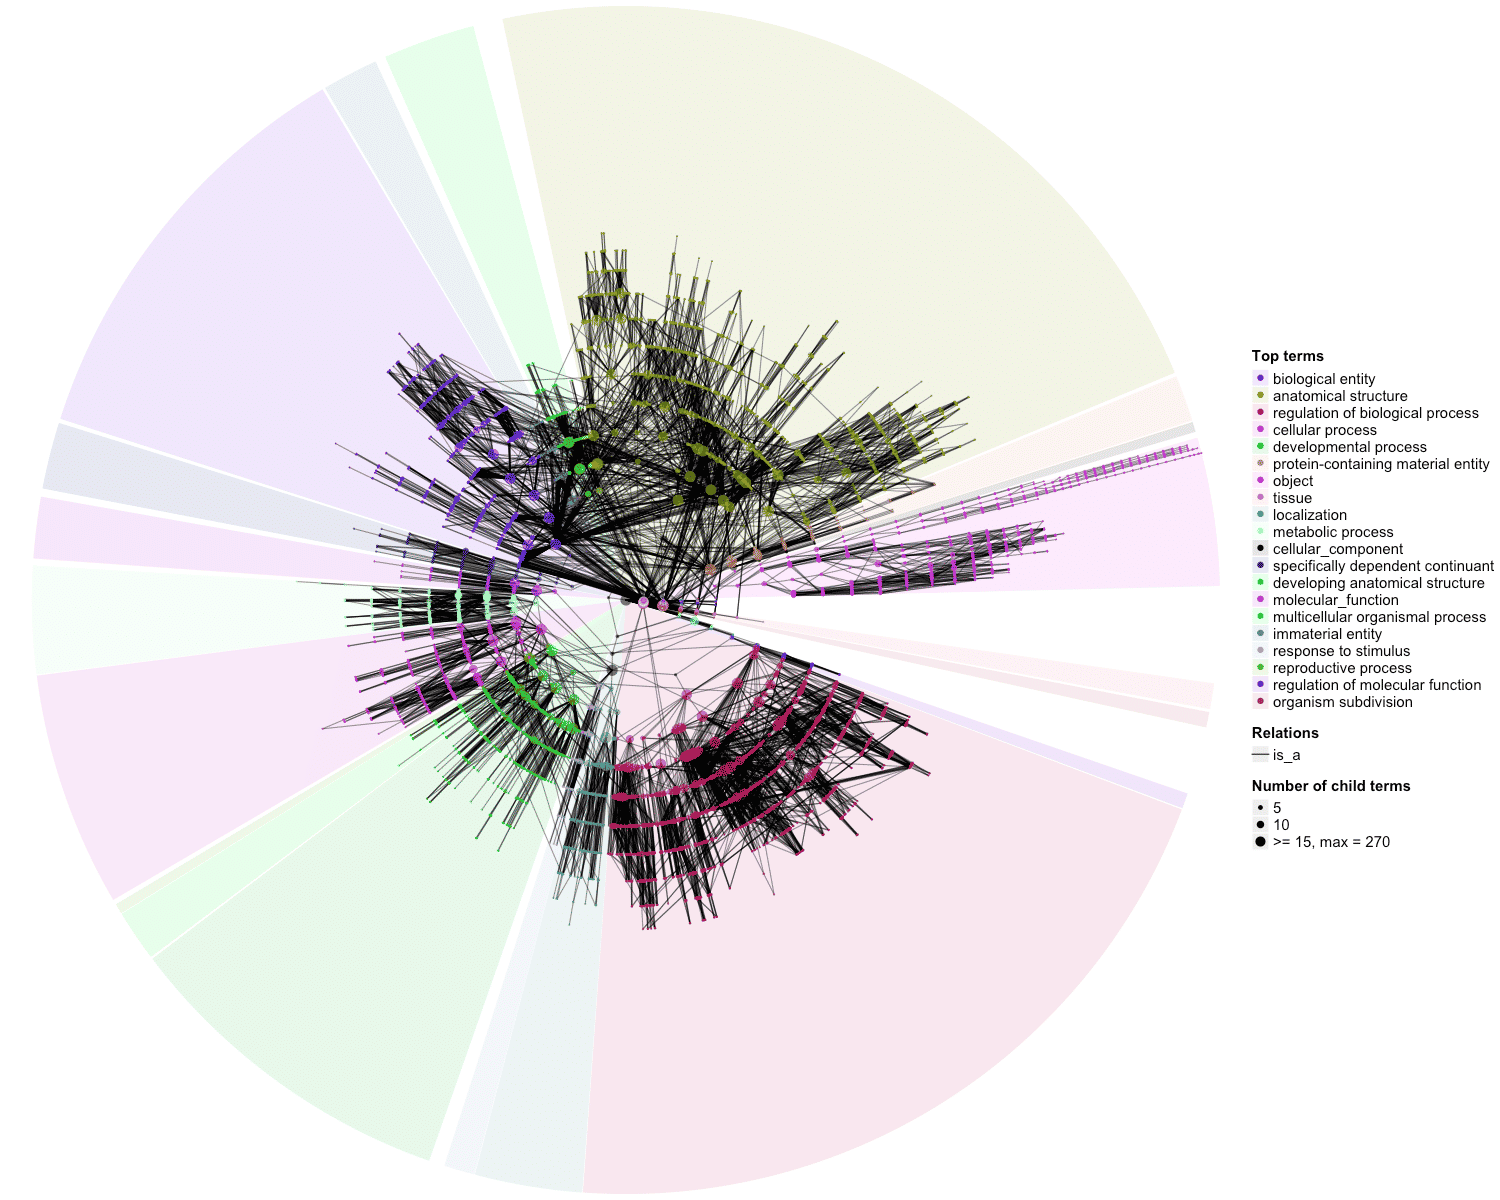 Top terms
biological entity
anatomical structure
regulation of biological process
cellular process
developmental process
protein-containing material entity
object
tissue
localization
metabolic process
cellular_component
specifically dependent continuant
developing anatomical structure
molecular_function
multicellular organismal process
immaterial entity
response to stimulus
reproductive process
regulation of molecular function
organism subdivision
Relations
is_a
Number of child terms
5
10
>= 15, max = 270